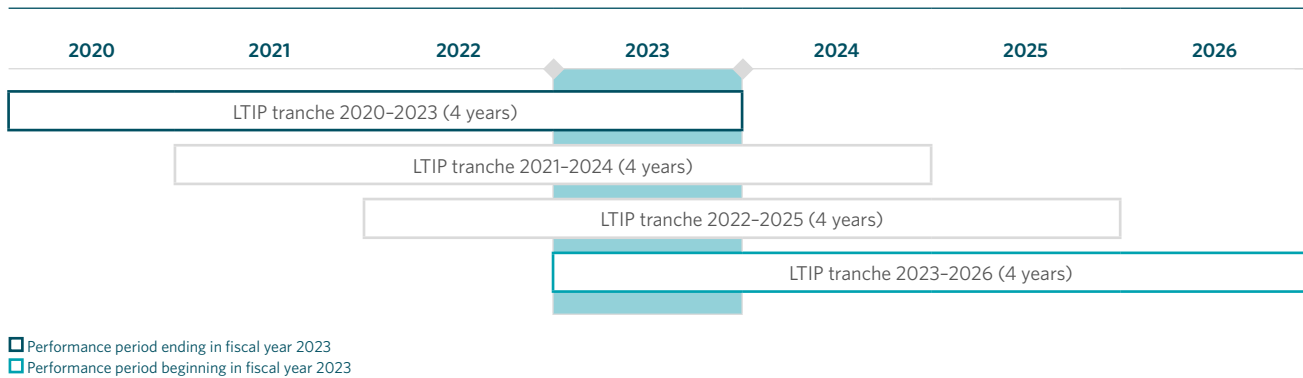 2020 2021 2022 2023 2024 2025 2026
LTIP tranche 2020–2023 (4 years)
LTIP tranche 2021–2024 (4 years)
LTIP tranche 2022–2025 (4 years)
LTIP tranche 2023–2026 (4 years)
Performance period ending in fiscal year 2023
Performance period beginning in fiscal year 2023